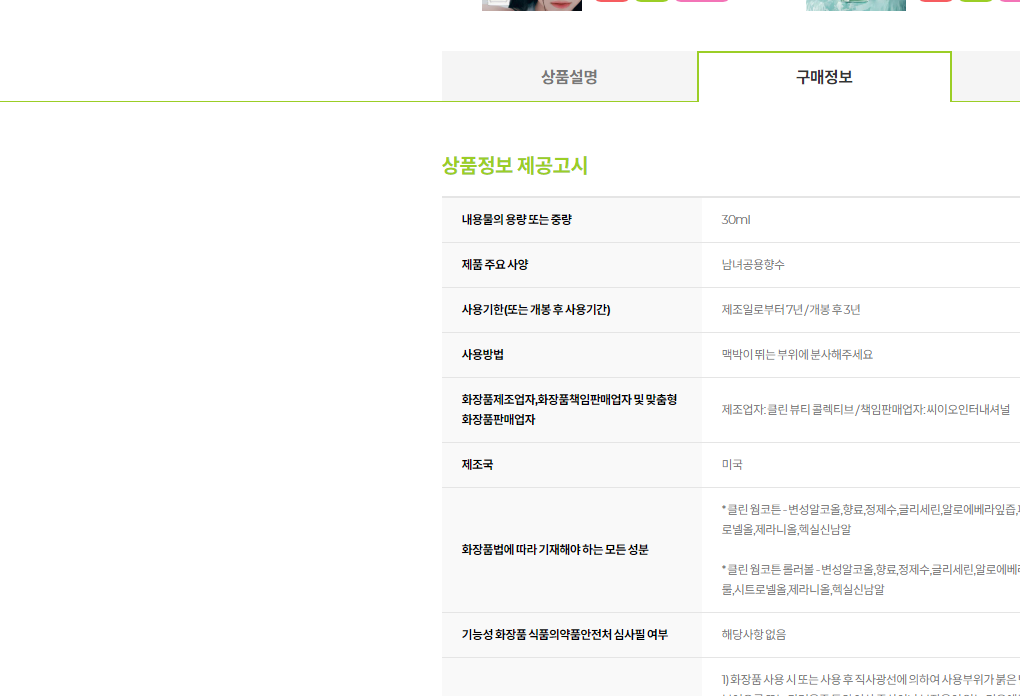 상품설명
구매정보
상품정보 제공고시
내용물의 용량 또는 중량
30ml
제품 주요 사양
남녀공용향수
사용기한(또는 개봉 후 사용기간)
제조일로부터 7년 / 개봉 후 3년
사용방법
맥박이 뛰는 부위에 분사해주세요
화장품제조업자,화장품책임판매업자 및 맞춤형
화장품판매업자
제조업자: 클린 뷰티 콜렉티브 / 책임판매업자: 씨이오인터내셔널
제조국
미국
화장품법에 따라 기재해야 하는 모든 성분
* 클린 웜코튼 - 변성알코올,향료,정제수,글리세린,알로에베라잎즙,
로넬올,제라니올,헥실신남알
* 클린 웜코튼 롤러볼 - 변성알코올,향료,정제수,글리세린,알로에베
룰,시트로넬올,제라니올,헥실신남알
기능성 화장품 식품의약품안전처 심사필 여부
해당사항 없음
1) 화장품 사용 시 또는 사용 후 직사광선에 의하여 사용부위가 붉은